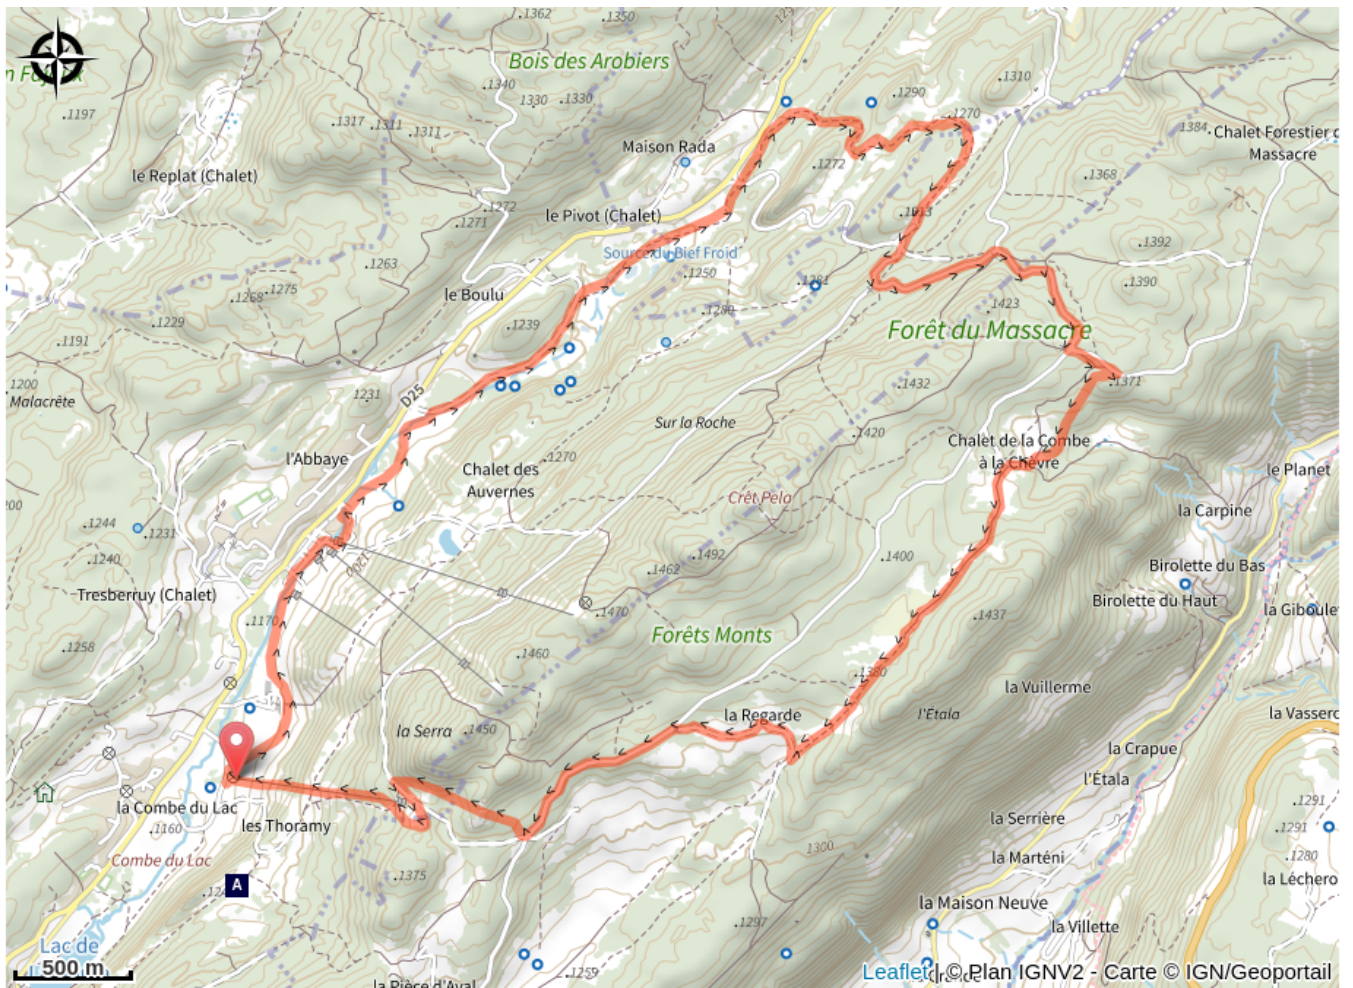 .1362
.1350
Bois des Arobiers
.1340
.1330
.1330
.1310
.1290
.1270
.1197
.1317
.1311
.1311
.1384
Chalet Forestier d
Massacre
Maison Rada
.1272
.1368
le Replat (Chalet)
.1272
.1271
le Pivot (Chalet)
.1313
.1392
.1263
Source du Bief Froid
.1250
.1281
.1390
.1268
.1275
le Boulu
.1280
.1423
.1229
.1239
Forêt du Massacre
.1191
.1200
Malacrête
.1231
D25
.1432
.1371
Sur la Roche
.1420
Chalet de la Combe
à la Chèvre
l'Abbaye
.1270
Chalet des
Auvernes
le Planet
Crêt Pela
la Carpine
.1244
.1231
.1240
.1492
.1462
.1400
Birolette du Bas
Birolette du Haut
la Giboule
Tresberruy (Chalet)
1200
.1470
.1170
Forêts Monts
.1437
.1258
.1460
.1380
la Vuillerme
la Serra
.1450
la Regarde
l'Étala
la Vasserc
la Crapue
l'Étala
la Combe du Lac
les Thoramy
.1160
la Serrière
.1291
.1291
Combe du Lac
1300
la Marténi
.1280
A
.1375
la Léchero
la Maison Neuve
.1297
la Villette
Lac de
500 m
.1259
la Pièce d'Aval
Leaflet | © Plan IGNV2 - Carte © IGN/Geoportail